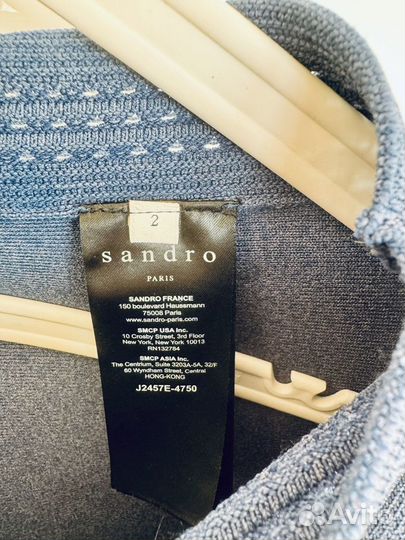 2
sandro
PARIS
SANDRO FRANCE
150 boulevard Haussmann
75008 Paris
www.sandro-paris.com
SMCP USA Inc.
10 Crosby Street, 3rd Floor
New York, New York 10013
RN132784
SMCP ASIA Inc.
The Centrium, Suite 3203A-5A, 32/F
60 Wyndham Street, Central
HONG-KONG
J2457E-4750
Avito